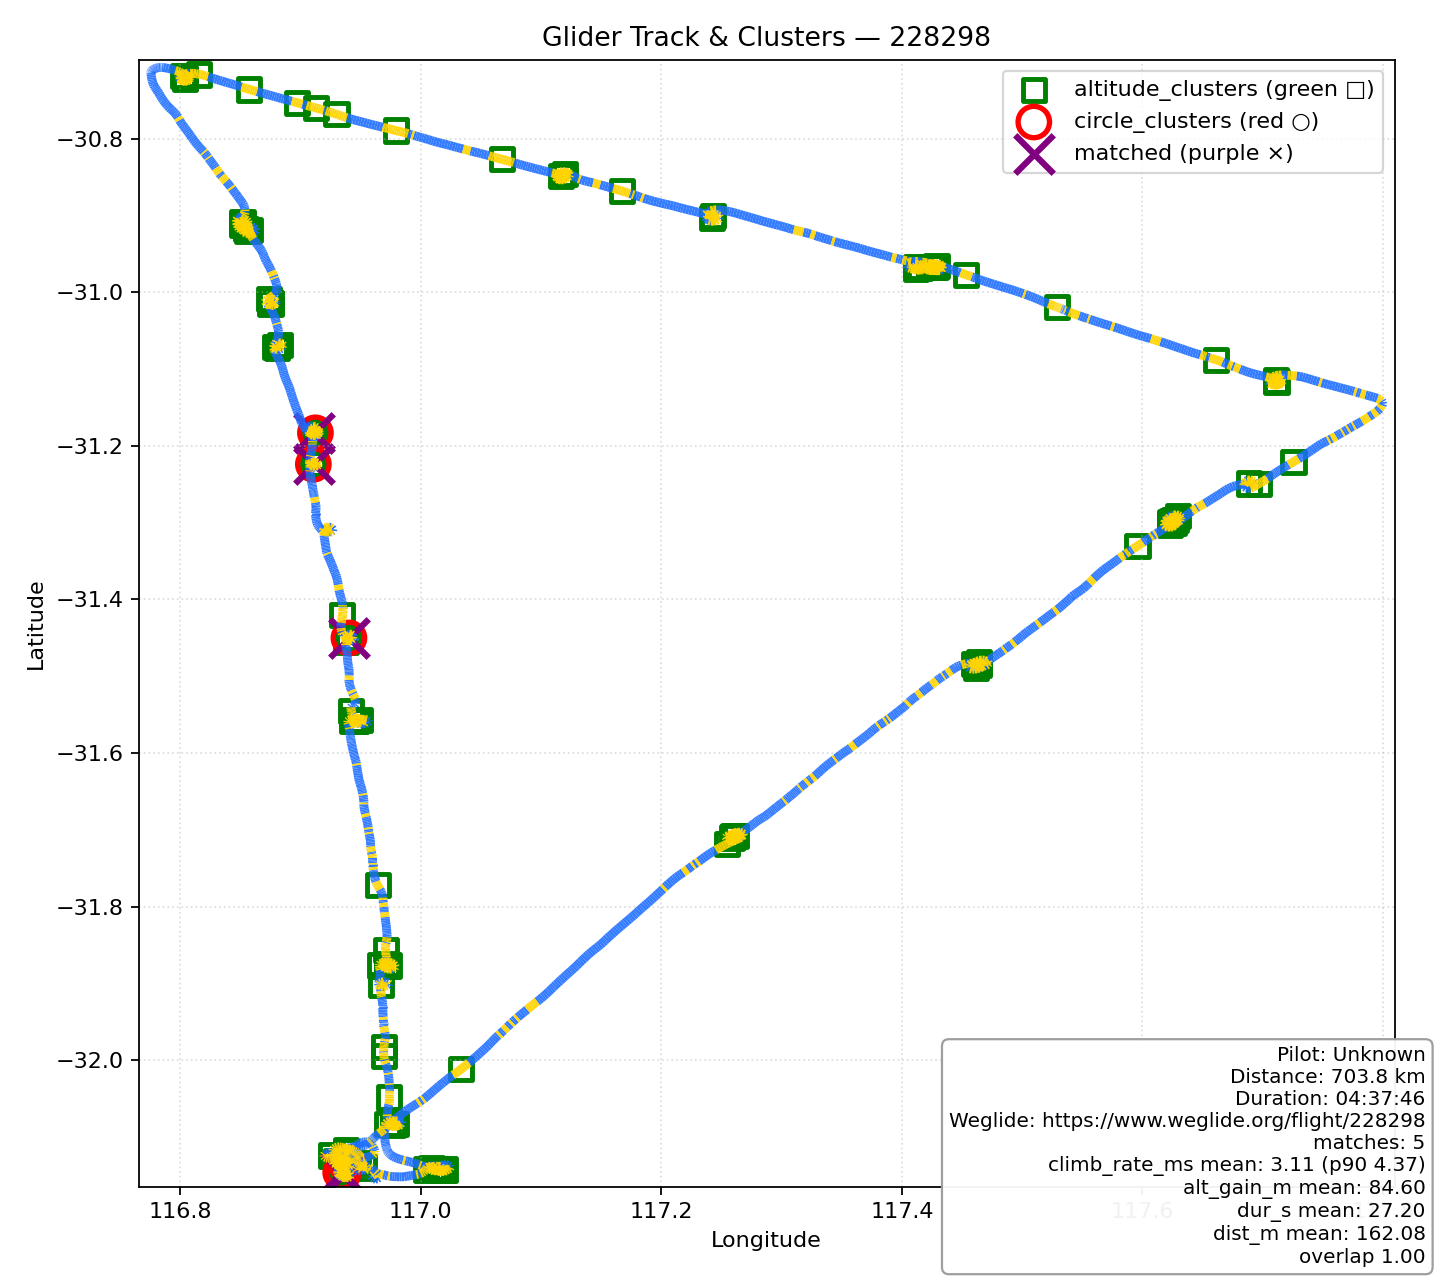 Glider Track & Clusters — 228298
altitude_clusters (green □)
circle_clusters (red ○)
matched (purple ×)
Latitude
−30.8
−31.0
−31.2
−31.4
−31.6
−31.8
−32.0
116.8
117.0
117.2
117.4
117.6
Longitude
Pilot: Unknown
Distance: 703.8 km
Duration: 04:37:46
Weglide: https://www.weglide.org/flight/228298
matches: 5
climb_rate_ms mean: 3.11 (p90 4.37)
alt_gain_m mean: 84.60
dur_s mean: 27.20
dist_m mean: 162.08
overlap 1.00